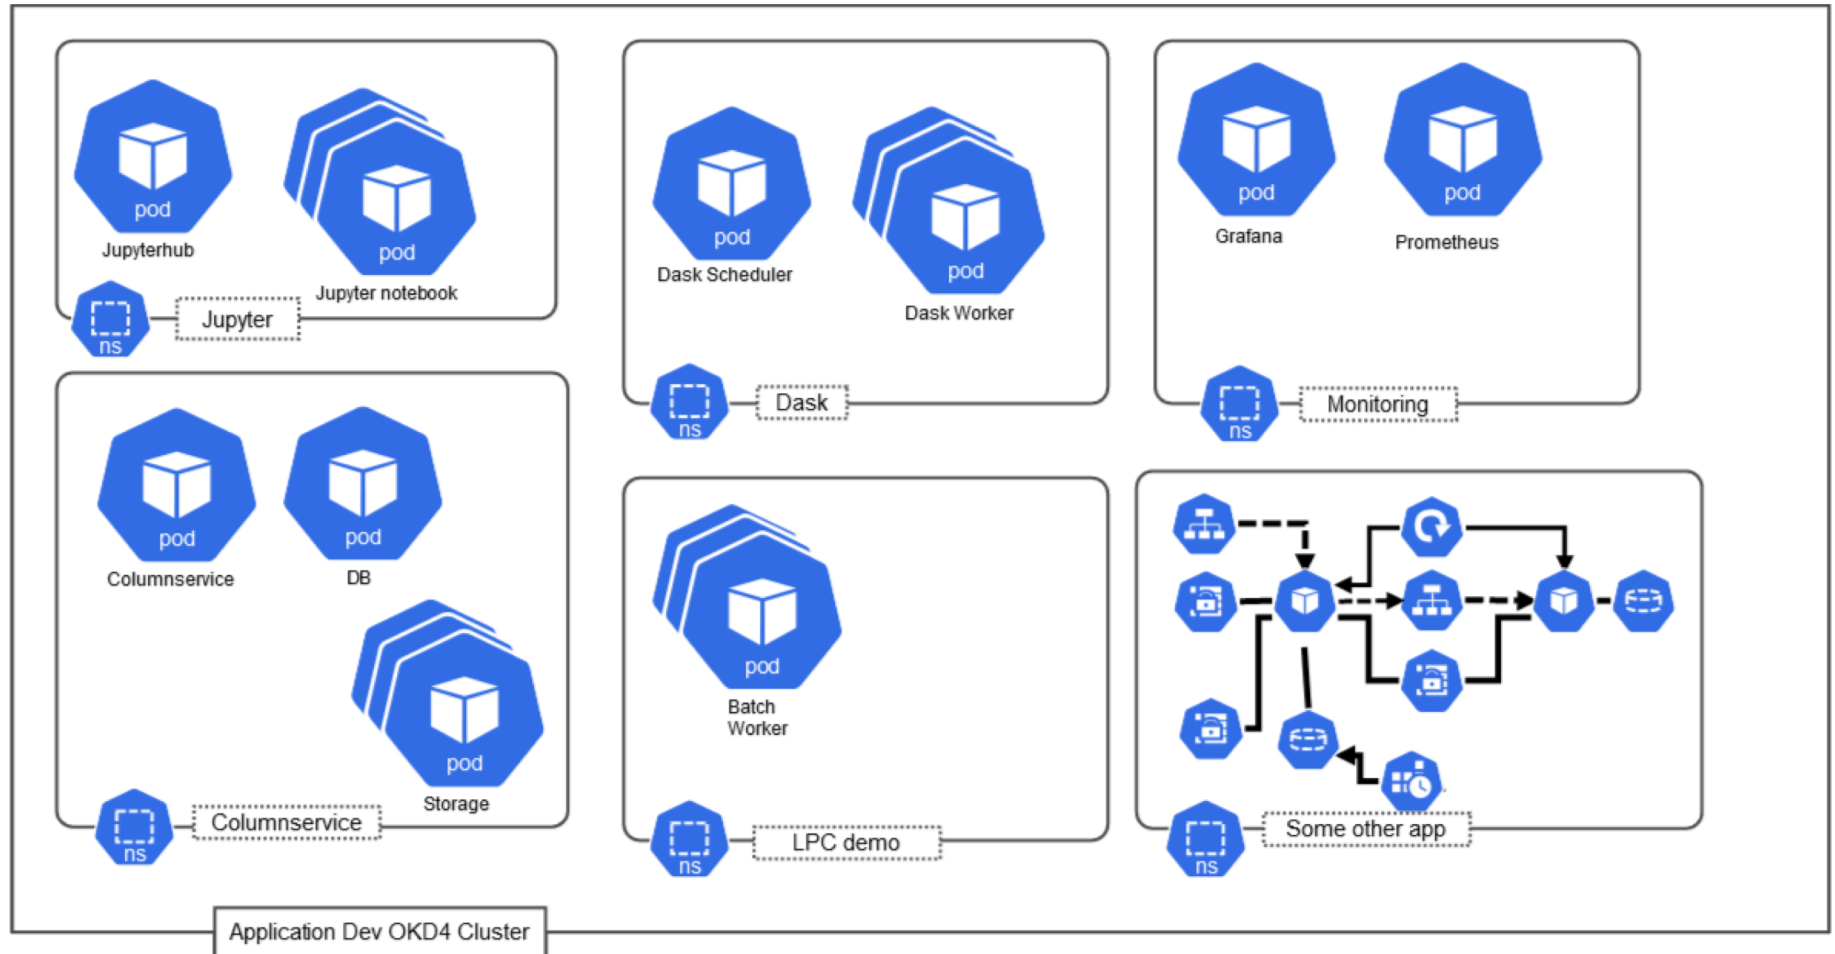 pod
Jupyterhub
pod
Jupyter notebook
ns
Jupyter
pod
Dask Scheduler
pod
Dask Worker
ns
Dask
pod
Grafana
pod
Prometheus
ns
Monitoring
pod
Columnservice
pod
DB
pod
Storage
ns
Columnservice
pod
Batch
Worker
ns
LPC demo
ns
Some other app
Application Dev OKD4 Cluster